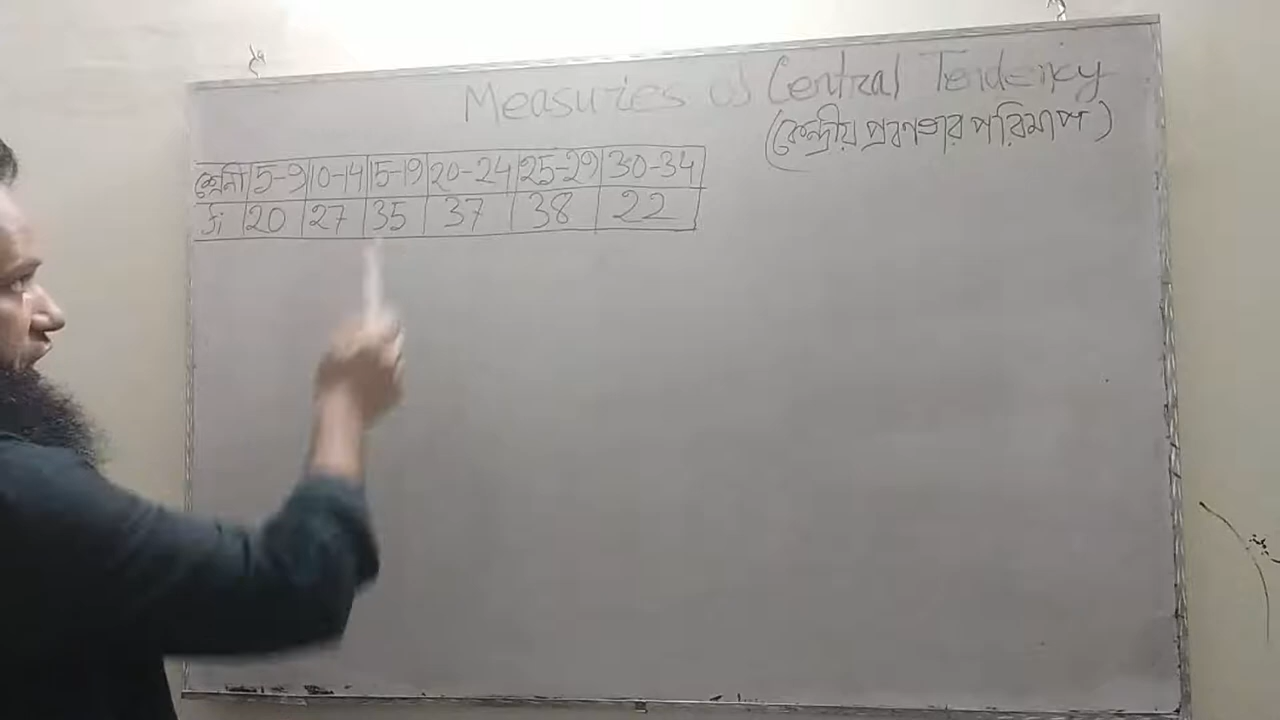 Measures of Central Tendency
(কেন্দ্রীয় প্রবণতার পরিমাপ)
শ্রেনী 5-9 10-14 15-19 20-24 25-29 30-34
fi 20 27 35 37 38 22